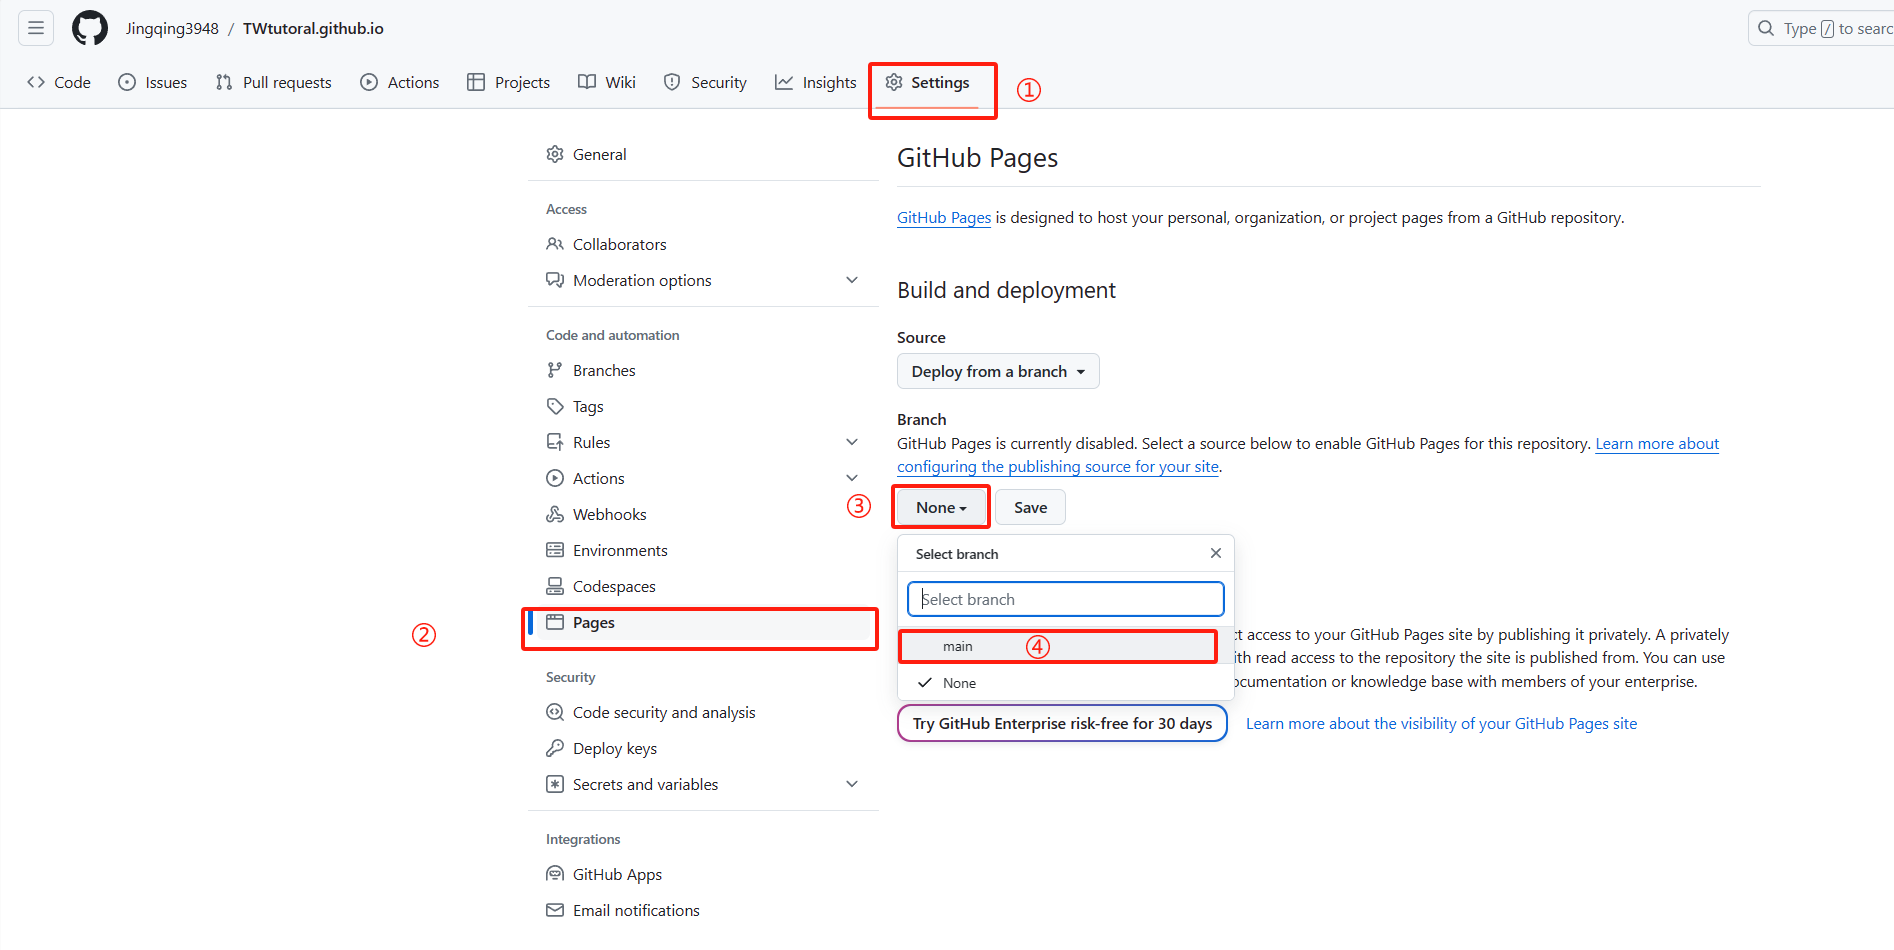 Jingqing3948 / TWtutoral.github.io
Type / to searc
Code Issues Pull requests Actions Projects Wiki Security Insights Settings ①
General
Access
Collaborators
Moderation options
Code and automation
Branches
Tags
Rules
Actions
Webhooks
Environments
Codespaces
② Pages
Security
Code security and analysis
Deploy keys
Secrets and variables
Integrations
GitHub Apps
Email notifications
GitHub Pages
GitHub Pages is designed to host your personal, organization, or project pages from a GitHub repository.
Build and deployment
Source
Deploy from a branch
Branch
GitHub Pages is currently disabled. Select a source below to enable GitHub Pages for this repository. Learn more about
configuring the publishing source for your site.
③ None Save
Select branch
Select branch
main ④
None
t access to your GitHub Pages site by publishing it privately. A privately
ith read access to the repository the site is published from. You can use
ocumentation or knowledge base with members of your enterprise.
Try GitHub Enterprise risk-free for 30 days Learn more about the visibility of your GitHub Pages site